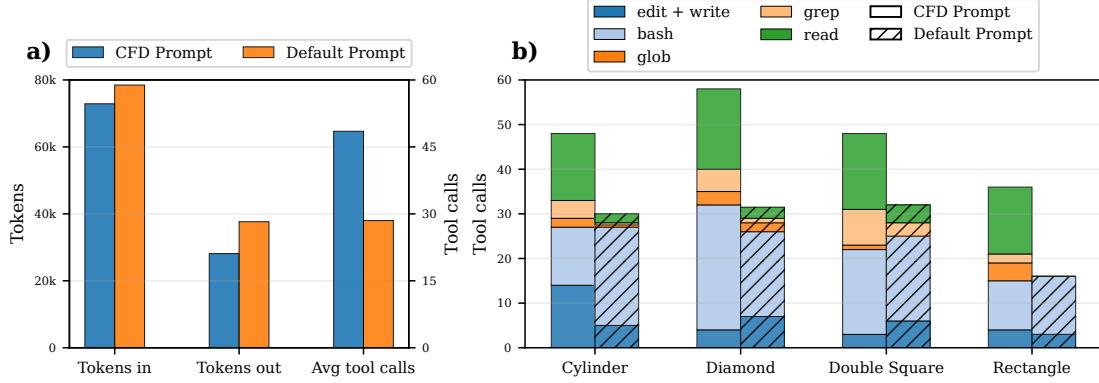 a)
CFD Prompt
Default Prompt
80k
60k
40k
20k
0
Tokens
60
45
30
15
0
Tool calls
Tokens in
Tokens out
Avg tool calls
b)
edit + write
bash
glob
grep
read
CFD Prompt
Default Prompt
60
50
40
30
20
10
0
Tool calls
Cylinder
Diamond
Double Square
Rectangle